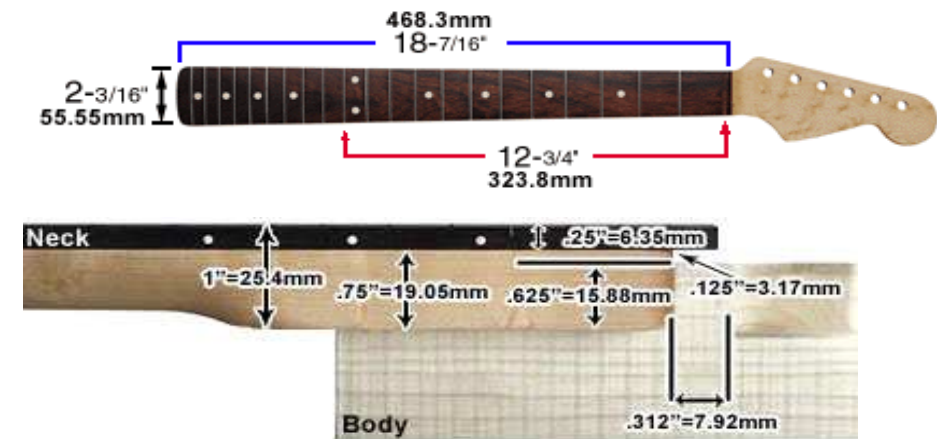 468.3mm
18-7/16"
2-3/16"
55.55mm
12-3/4"
323.8mm
Neck
.25”=6.35mm
1”=25.4mm
.75”=19.05mm
.625”=15.88mm
.125”=3.17mm
.312”=7.92mm
Body